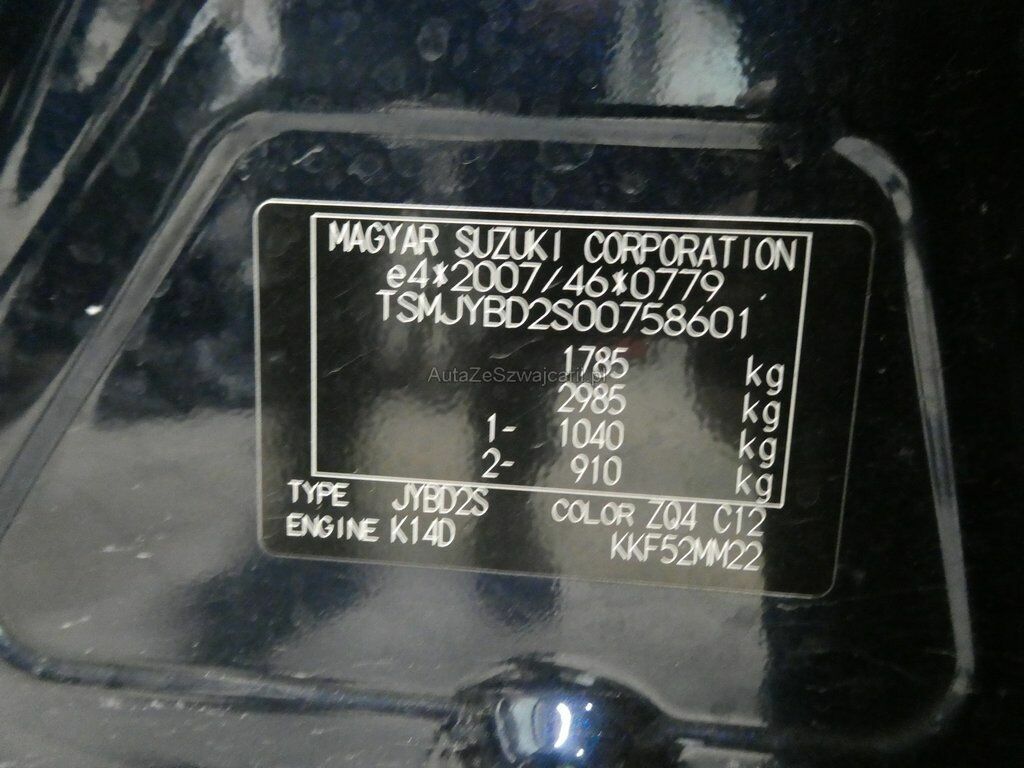 MAGYAR SUZUKI CORPORATION
e4*2007/46*0779
TSMJYBD2S00758601
1785 kg
AutaZeSzwajcarii.pl
2985 kg
1- 1040 kg
2- 910 kg
TYPE JYBD2S COLOR ZQ4 C12
ENGINE K14D KKF52MM22